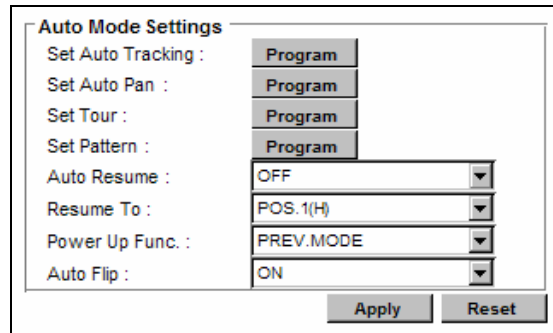 Auto Mode Settings
Set Auto Tracking : Program
Set Auto Pan : Program
Set Tour : Program
Set Pattern : Program
Auto Resume : OFF
Resume To : POS.1(H)
Power Up Func. : PREV.MODE
Auto Flip : ON
Apply Reset